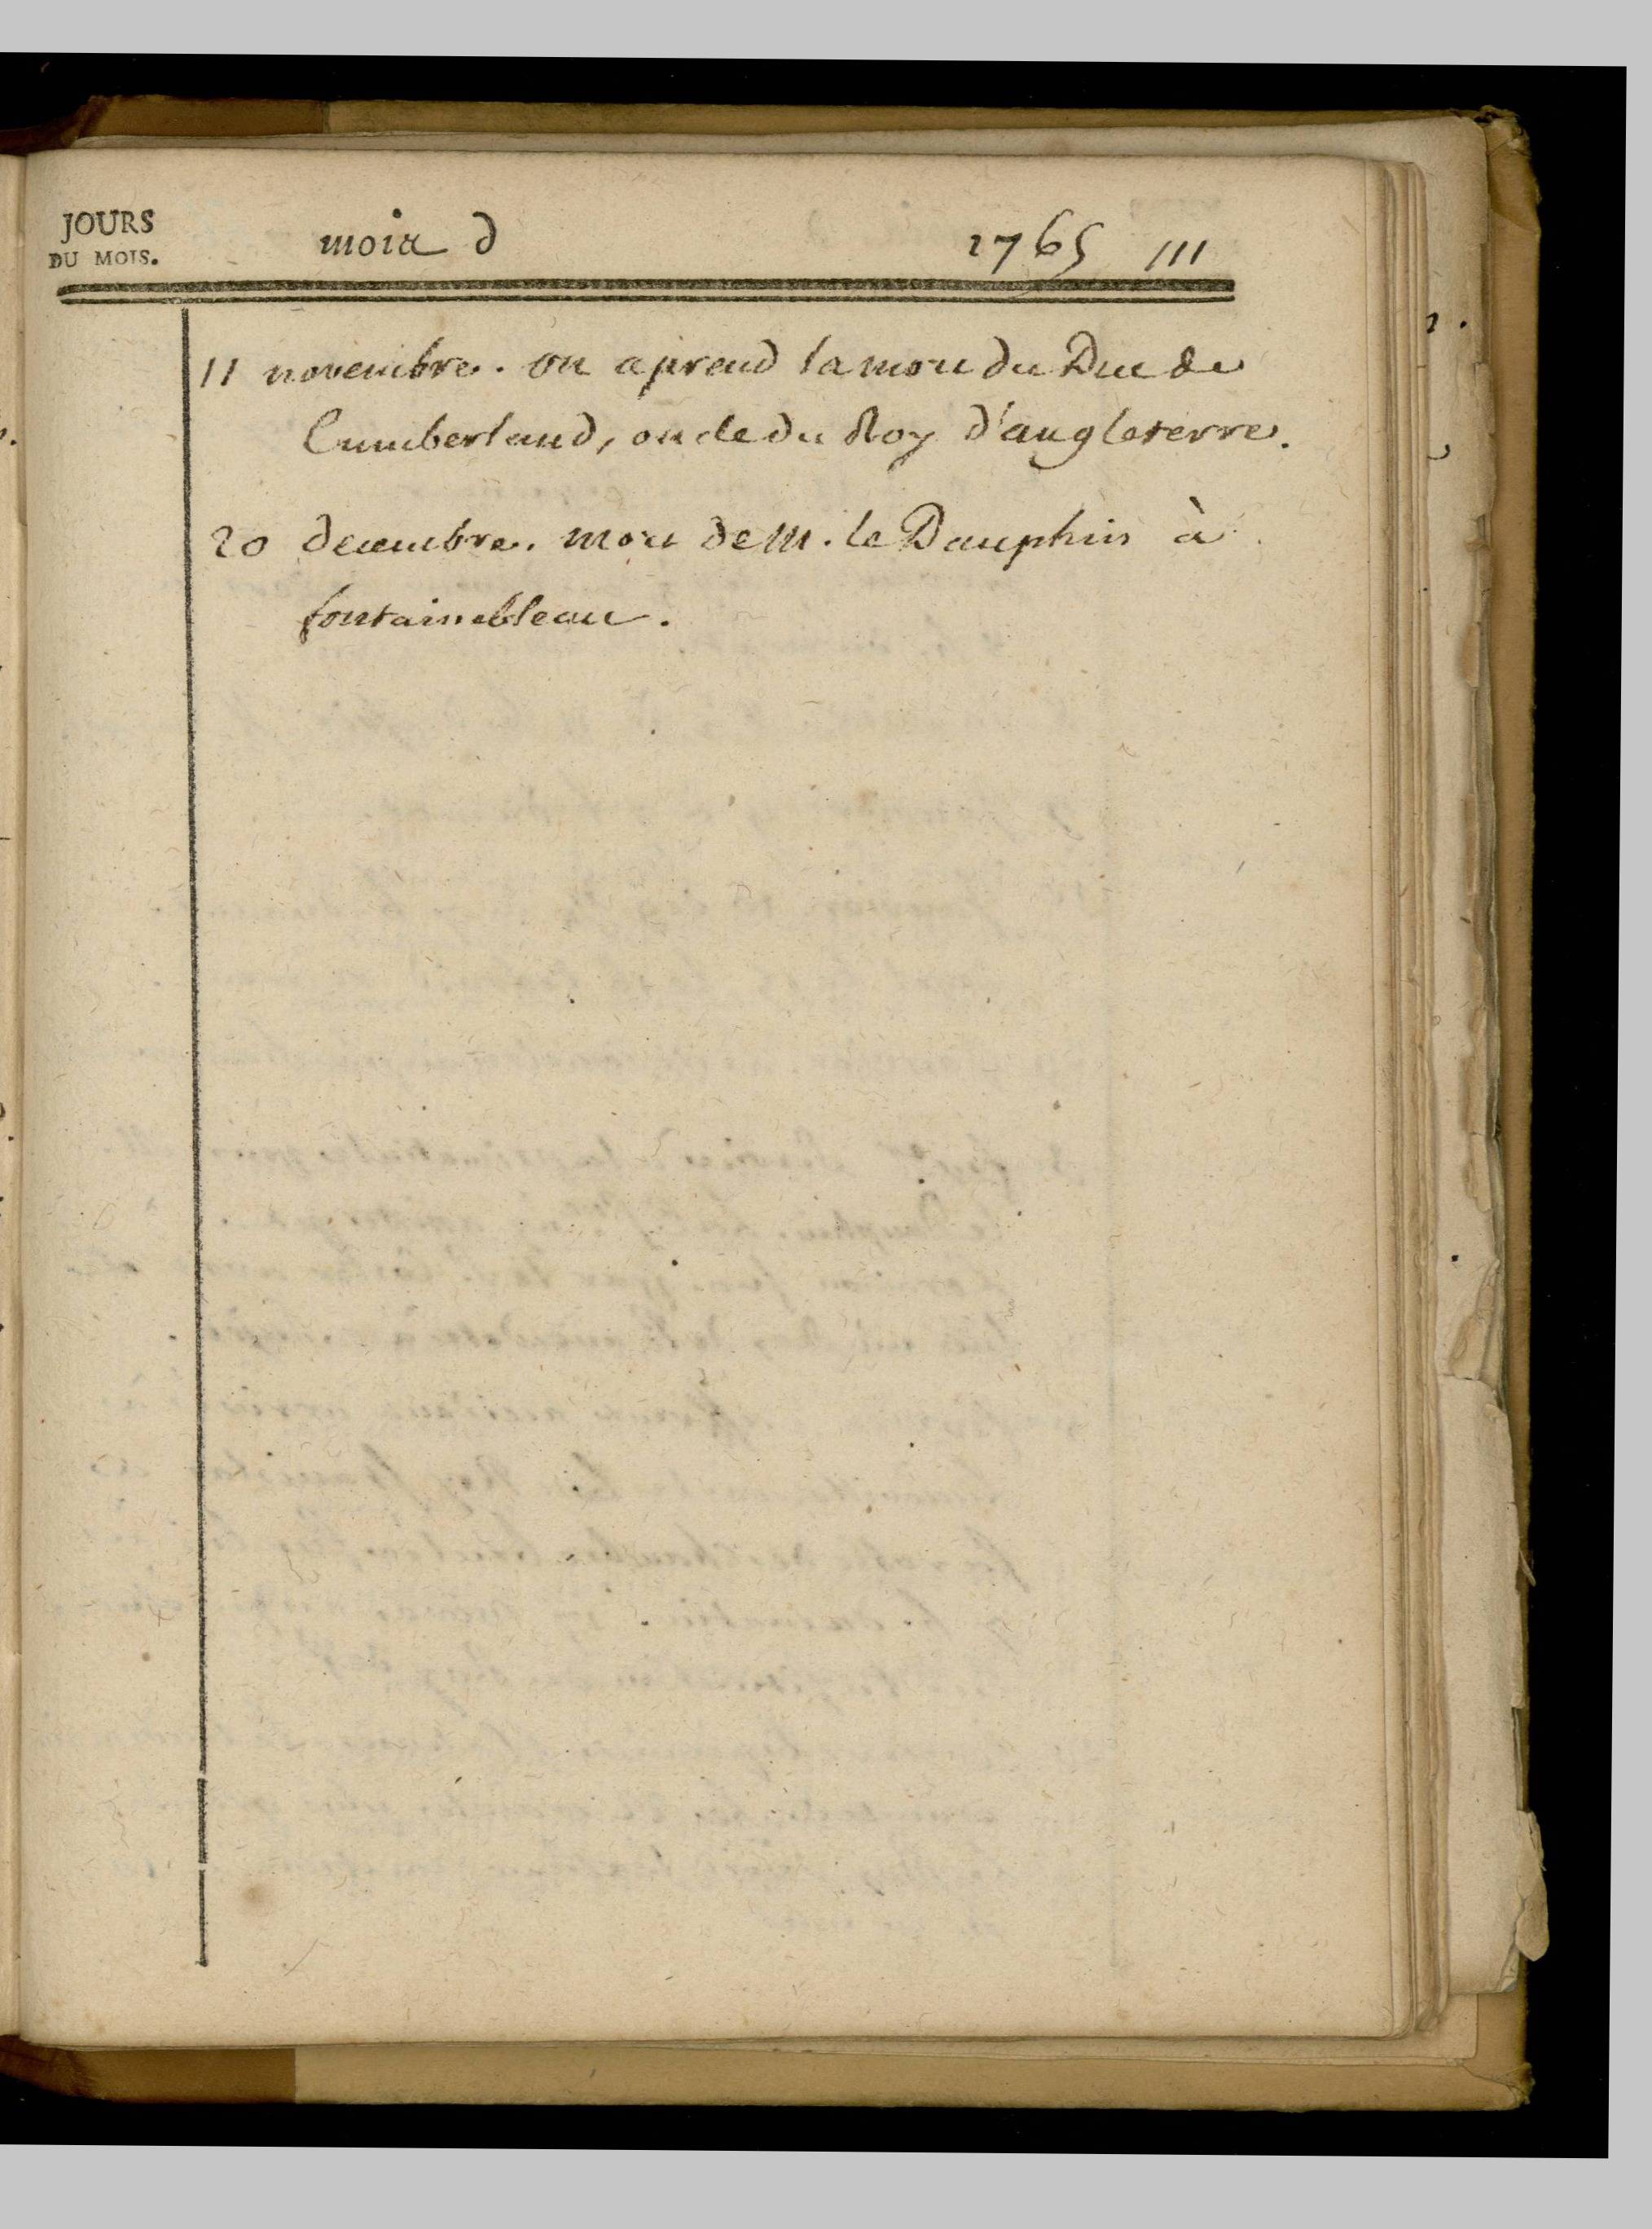 JOURS
DU MOIS.
mois d 1765 111
11 novembre. on aprend la mort du Duc de
Cumberland, oncle du Roy d'angleterre.
20 decembre. mort de M. le Dauphin à
fontainebleau.